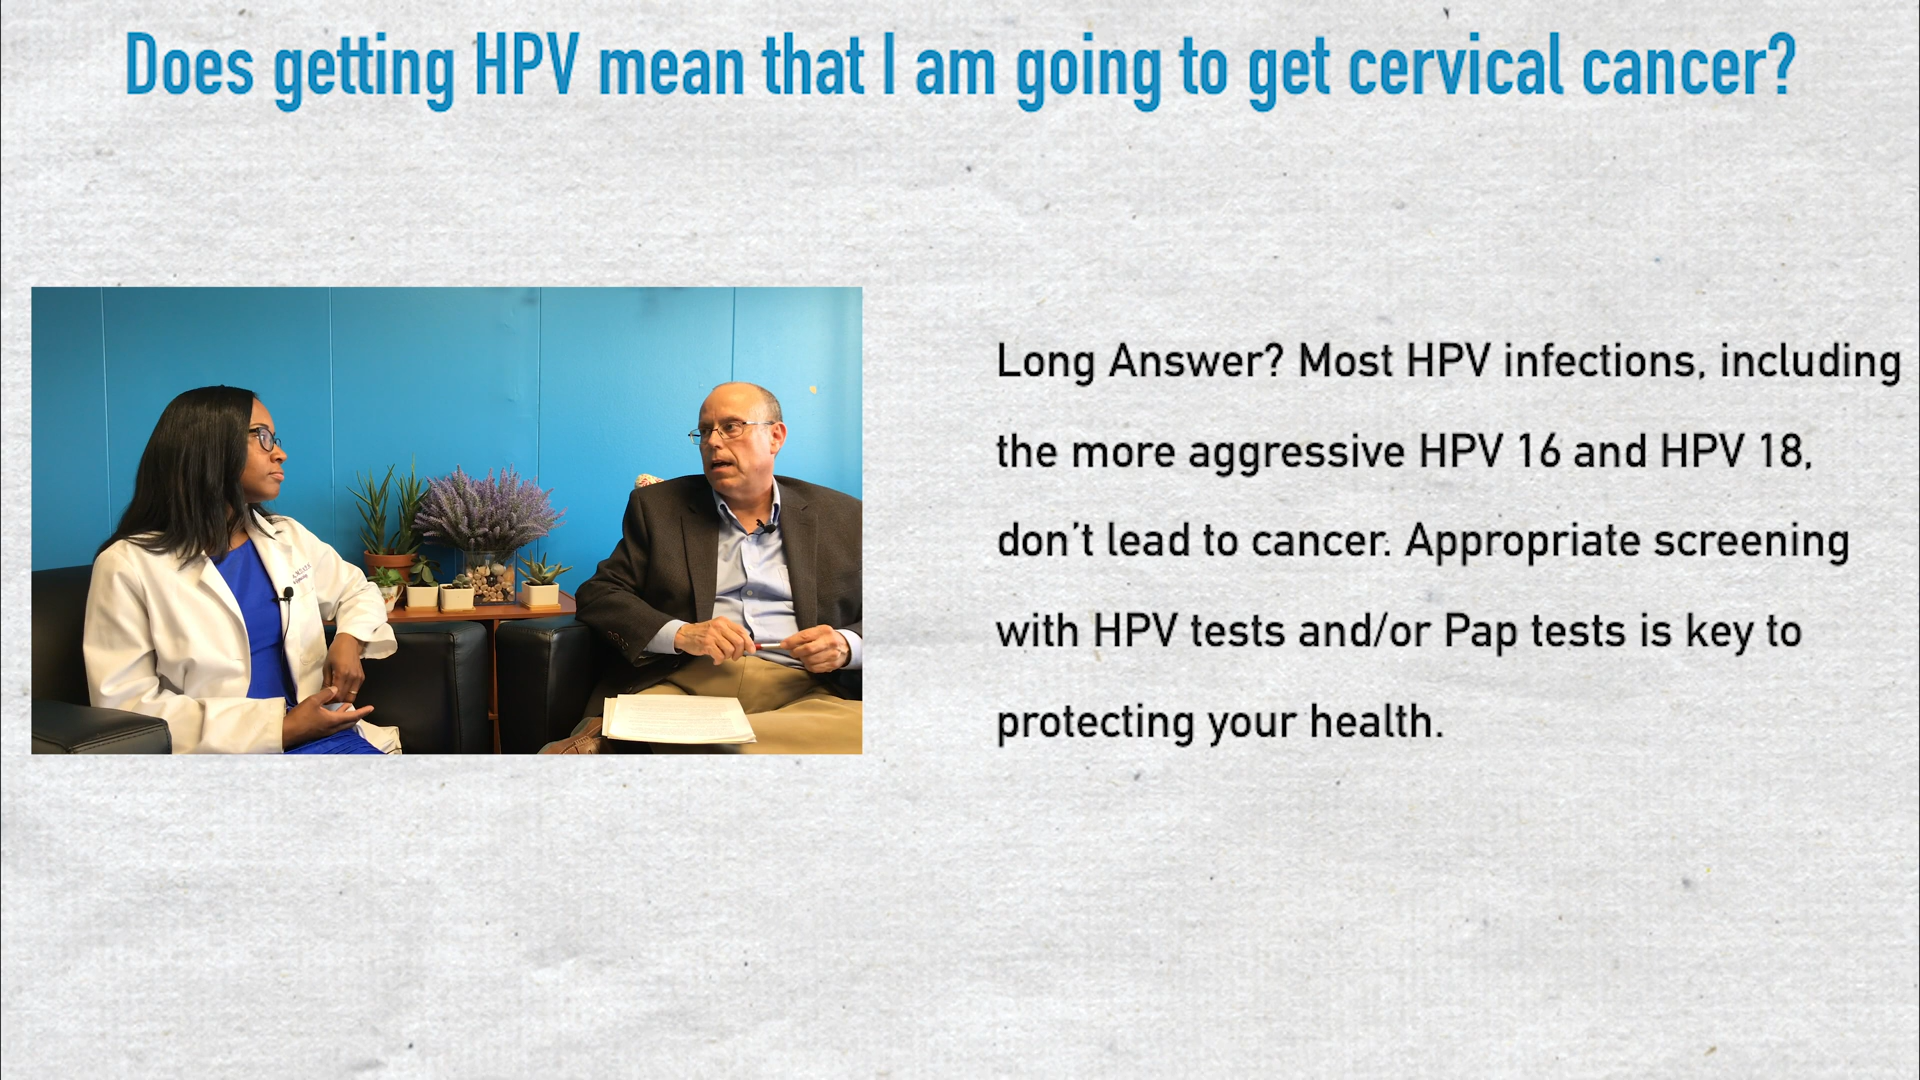 Does getting HPV mean that I am going to get cervical cancer?
Long Answer? Most HPV infections, including
the more aggressive HPV 16 and HPV 18,
don't lead to cancer. Appropriate screening
with HPV tests and/or Pap tests is key to
protecting your health.